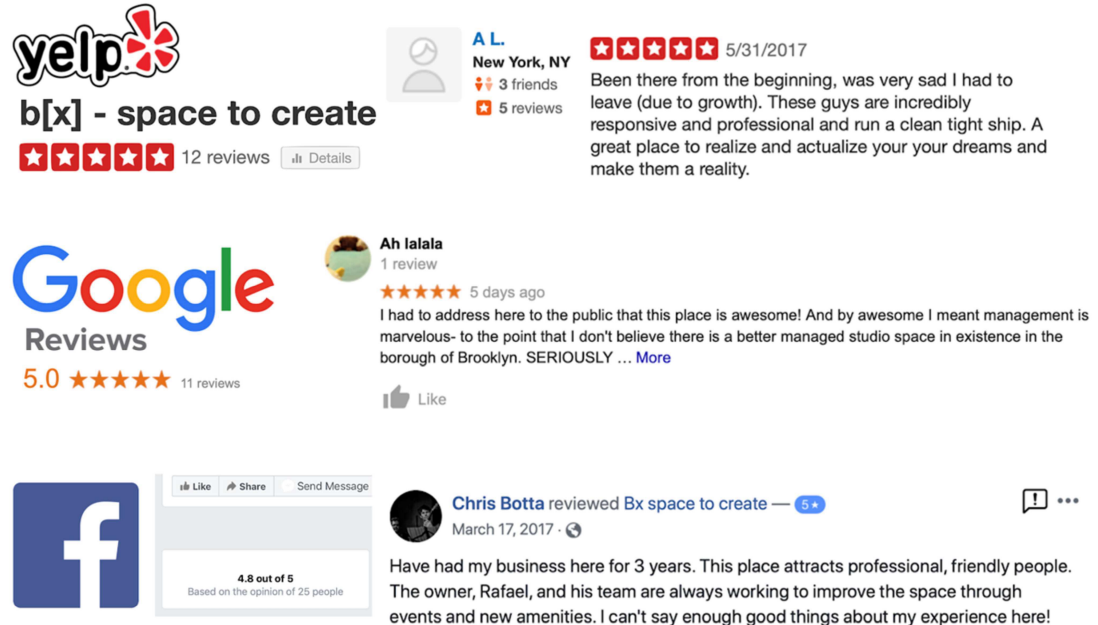 yelp
b[x] - space to create
12 reviews Details
A L.
New York, NY
3 friends
5 reviews
5/31/2017
Been there from the beginning, was very sad I had to
leave (due to growth). These guys are incredibly
responsive and professional and run a clean tight ship. A
great place to realize and actualize your your dreams and
make them a reality.
Google
Reviews
5.0 11 reviews
Ah lalala
1 review
5 days ago
I had to address here to the public that this place is awesome! And by awesome I meant management is
marvelous- to the point that I don't believe there is a better managed studio space in existence in the
borough of Brooklyn. SERIOUSLY … More
Like
f
Like Share Send Message
4.8 out of 5
Based on the opinion of 25 people
Chris Botta reviewed Bx space to create — 5★
March 17, 2017 ·
Have had my business here for 3 years. This place attracts professional, friendly people.
The owner, Rafael, and his team are always working to improve the space through
events and new amenities. I can't say enough good things about my experience here!